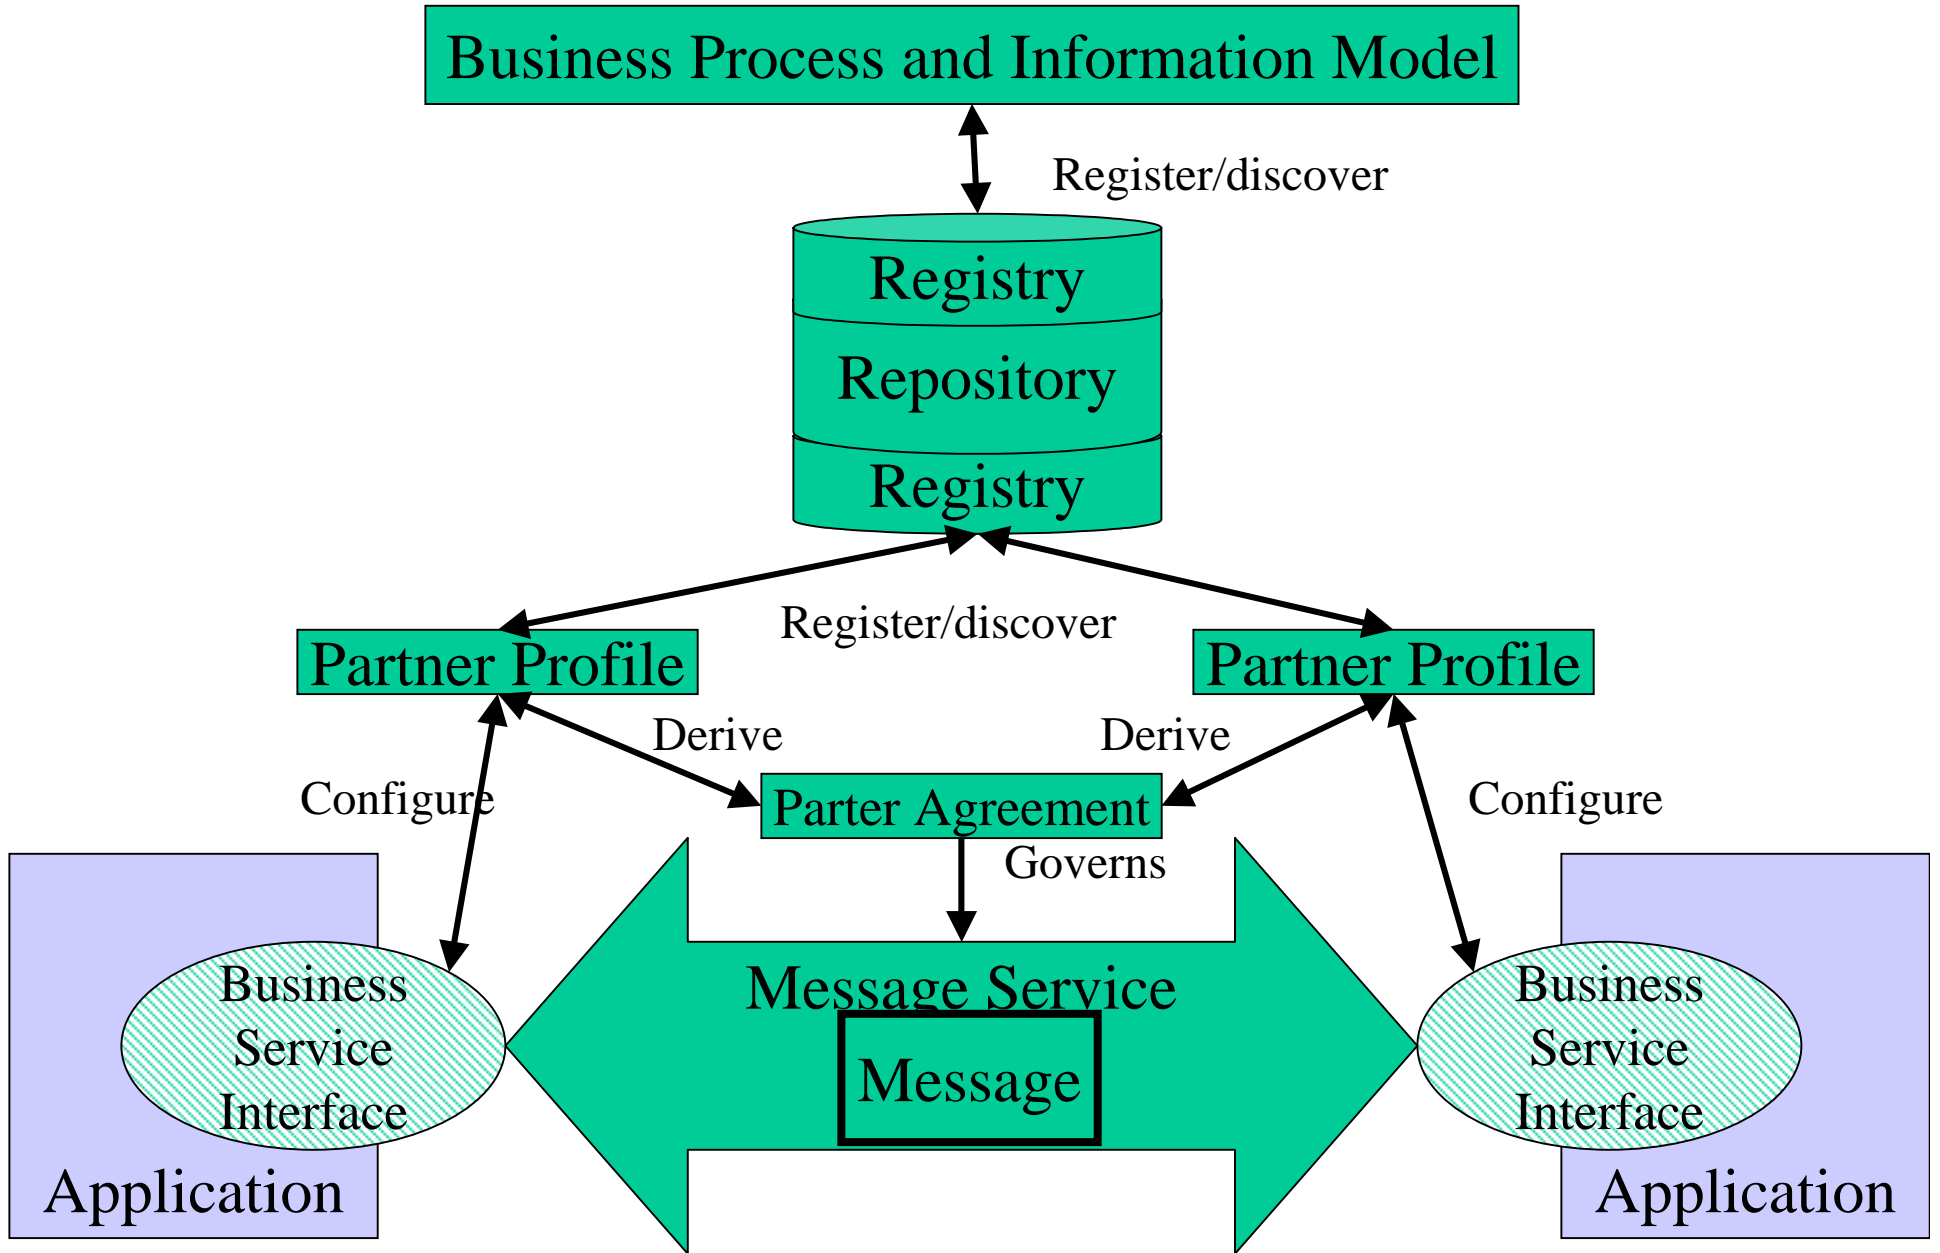 Business Process and Information Model
Register/discover
Registry
Repository
Registry
Register/discover
Partner Profile
Partner Profile
Derive
Derive
Configure
Parter Agreement
Configure
Governs
Business
Service
Interface
Message Service
Message
Business
Service
Interface
Application
Application